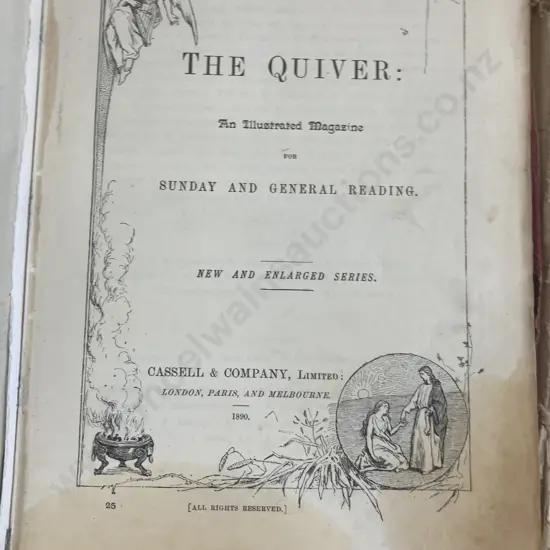 THE QUIVER:
An Illustrated Magazine
FOR
SUNDAY AND GENERAL READING.
NEW AND ENLARGED SERIES.
CASSELL & COMPANY, LIMITED:
LONDON, PARIS, AND MELBOURNE.
1890.
25
[ALL RIGHTS RESERVED.]